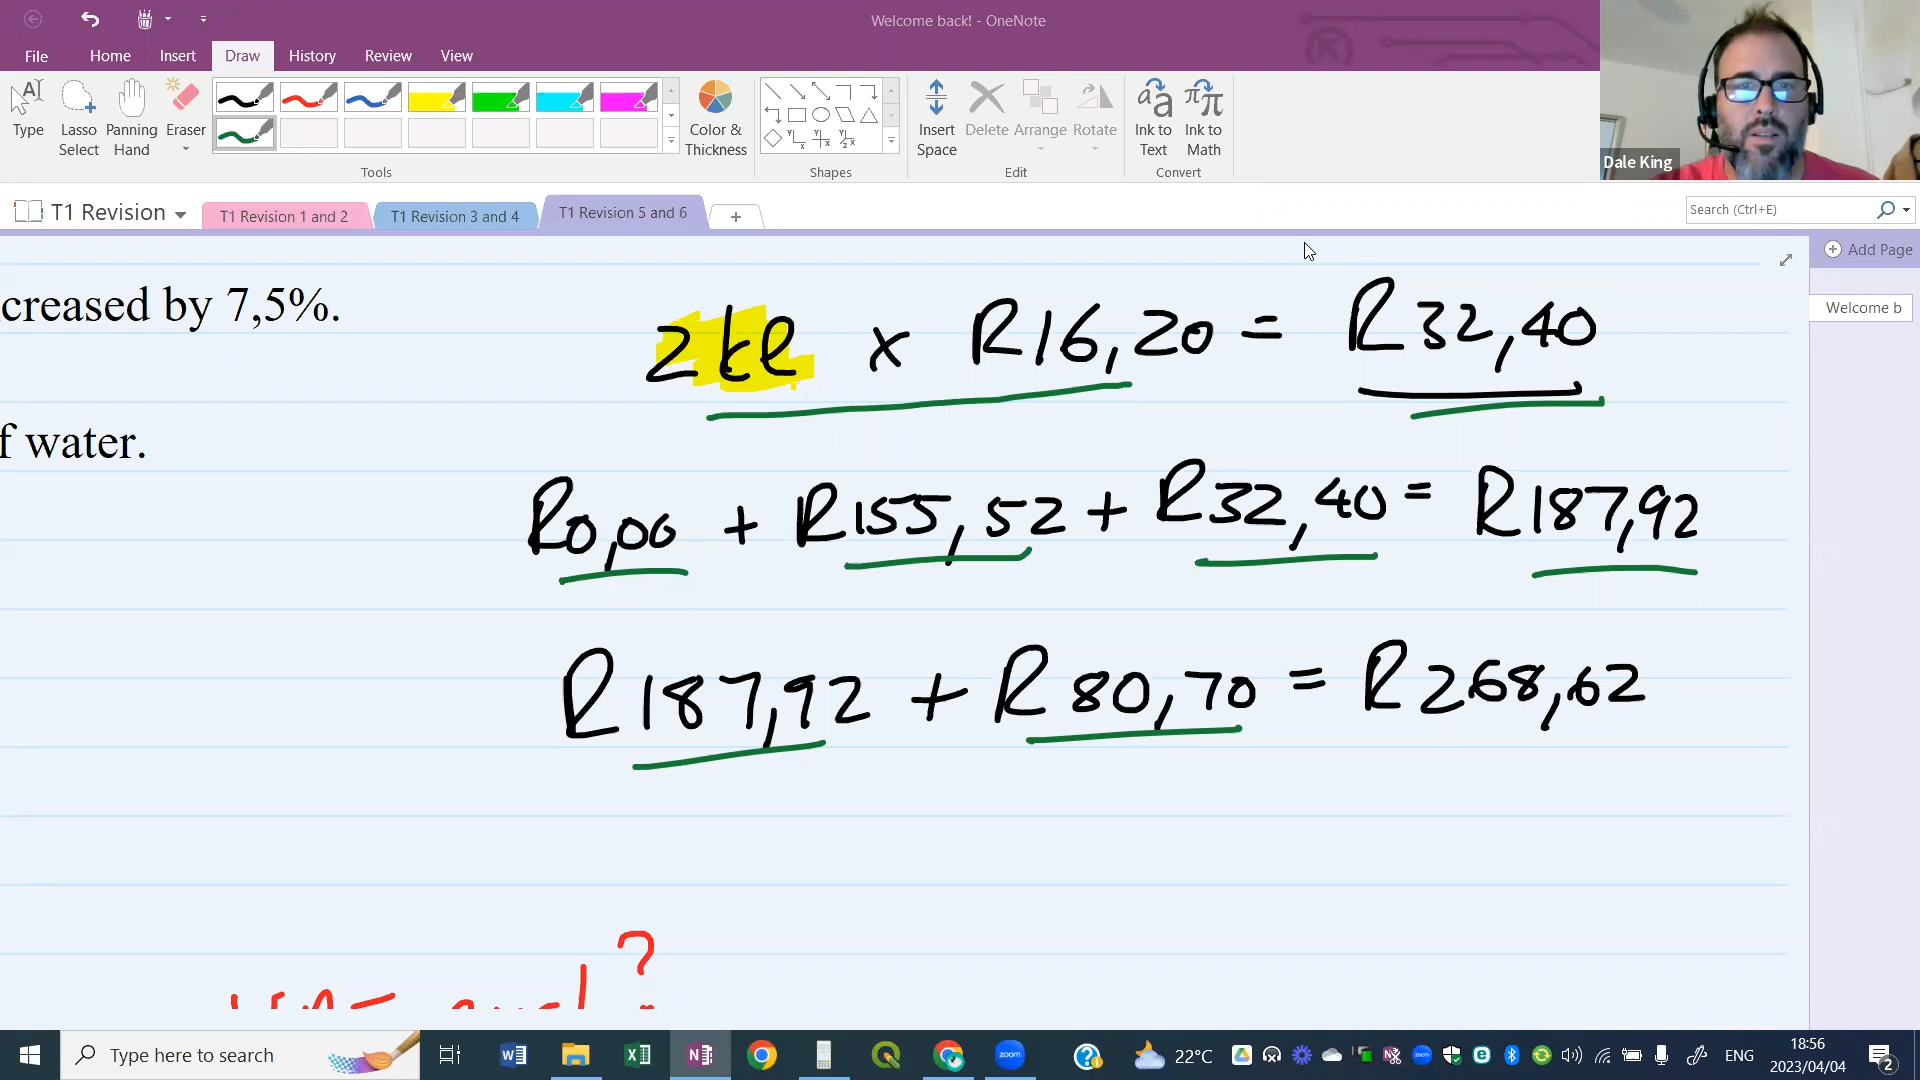 Welcome back! - OneNote
File Home Insert Draw History Review View
Type Lasso Select Panning Hand Eraser
Color & Thickness
Insert Space Delete Arrange Rotate
Ink to Text Ink to Math
Tools Shapes Edit Convert
Dale King
T1 Revision T1 Revision 1 and 2 T1 Revision 3 and 4 T1 Revision 5 and 6 +
Search (Ctrl+E)
Add Page
Welcome b
creased by 7,5%.
2 kl x R16,20 = R32,40
f water.
R0,00 + R155,52 + R32,40 = R187,92
R187,92 + R80,70 = R268,62
?
Type here to search
22°C ENG 18:56
2023/04/04
2